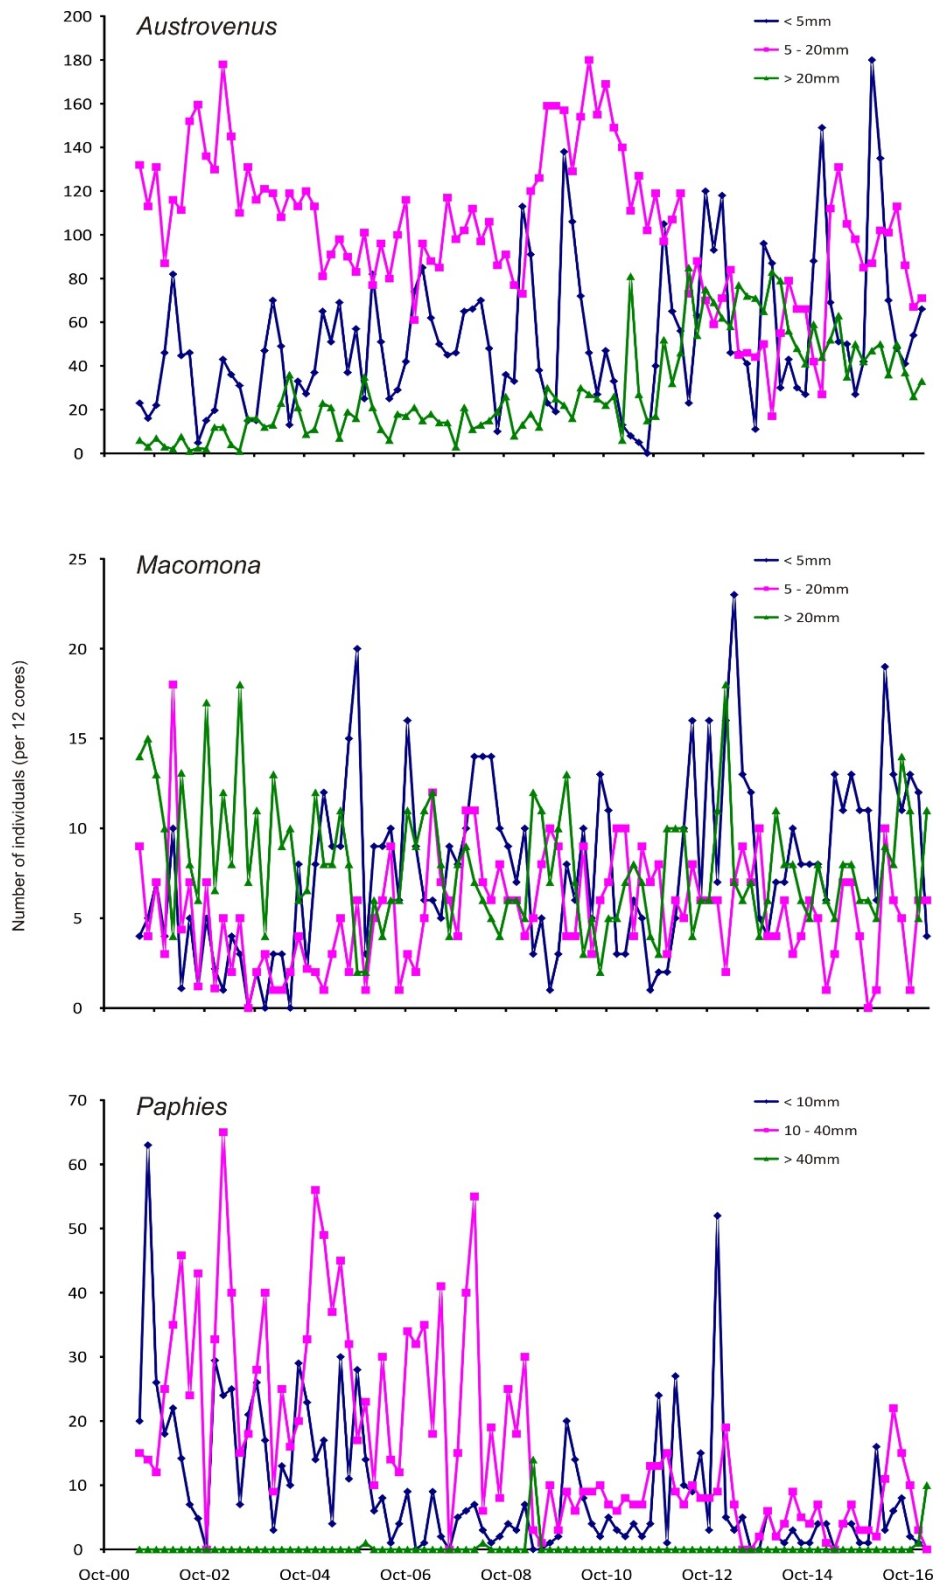 Austrovenus
< 5mm
5 - 20mm
> 20mm
200
180
160
140
120
100
80
60
40
20
0
Macomona
< 5mm
5 - 20mm
> 20mm
25
20
15
10
5
0
Number of individuals (per 12 cores)
Paphies
< 10mm
10 - 40mm
> 40mm
70
60
50
40
30
20
10
0
Oct-00 Oct-02 Oct-04 Oct-06 Oct-08 Oct-10 Oct-12 Oct-14 Oct-16